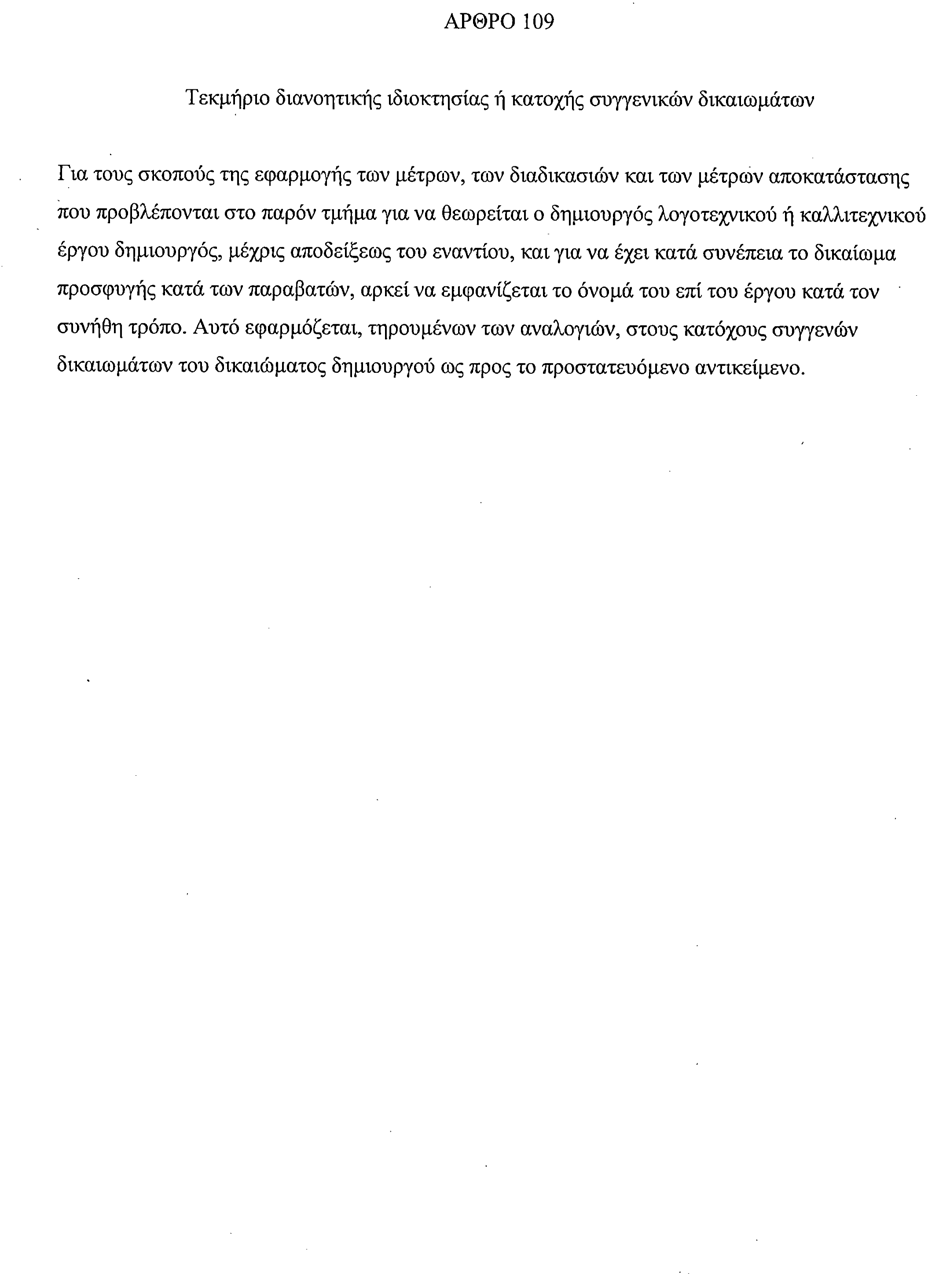 ΑΡΘΡΟ 109
Τεκμήριο διανοητικής ιδιοκτησίας ή κατοχής συγγενικών δικαιωμάτων
Για τους σκοπούς της εφαρμογής των μέτρων, των διαδικασιών και των μέτρων αποκατάστασης
που προβλέπονται στο παρόν τμήμα για να θεωρείται ο δημιουργός λογοτεχνικού ή καλλιτεχνικού
έργου δημιουργός, μέχρις αποδείξεως του εναντίου, και για να έχει κατά συνέπεια το δικαίωμα
προσφυγής κατά των παραβατών, αρκεί να εμφανίζεται το όνομά του επί του έργου κατά τον
συνήθη τρόπο. Αυτό εφαρμόζεται, τηρουμένων των αναλογιών, στους κατόχους συγγενών
δικαιωμάτων του δικαιώματος δημιουργού ως προς το προστατευόμενο αντικείμενο.